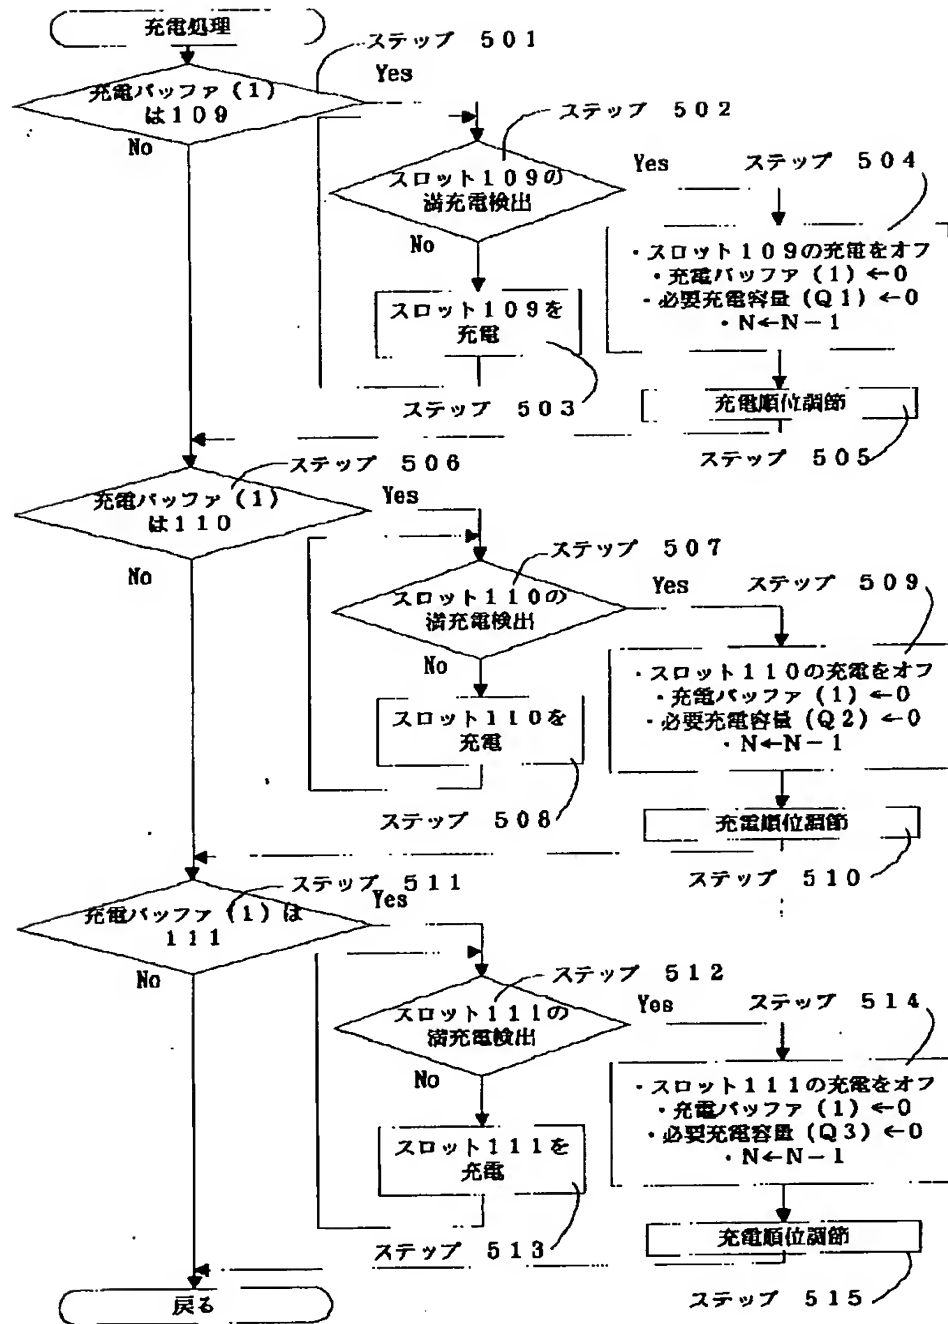 充電処理
ステップ 501
充電バッファ(1)
は109
Yes
No
ステップ 502
スロット109の
満充電検出
Yes
No
ステップ 504
スロット109を
充電
ステップ 503
・スロット109の充電をオフ
・充電バッファ(1)←0
・必要充電容量(Q1)←0
・N←N-1
充電順位調節
ステップ 505
ステップ 506
充電バッファ(1)
は110
Yes
No
ステップ 507
スロット110の
満充電検出
Yes
No
ステップ 509
スロット110を
充電
ステップ 508
・スロット110の充電をオフ
・充電バッファ(1)←0
・必要充電容量(Q2)←0
・N←N-1
充電順位調節
ステップ 510
ステップ 511
充電バッファ(1)は
111
Yes
No
ステップ 512
スロット111の
満充電検出
Yes
No
ステップ 514
スロット111を
充電
ステップ 513
・スロット111の充電をオフ
・充電バッファ(1)←0
・必要充電容量(Q3)←0
・N←N-1
充電順位調節
ステップ 515
戻る